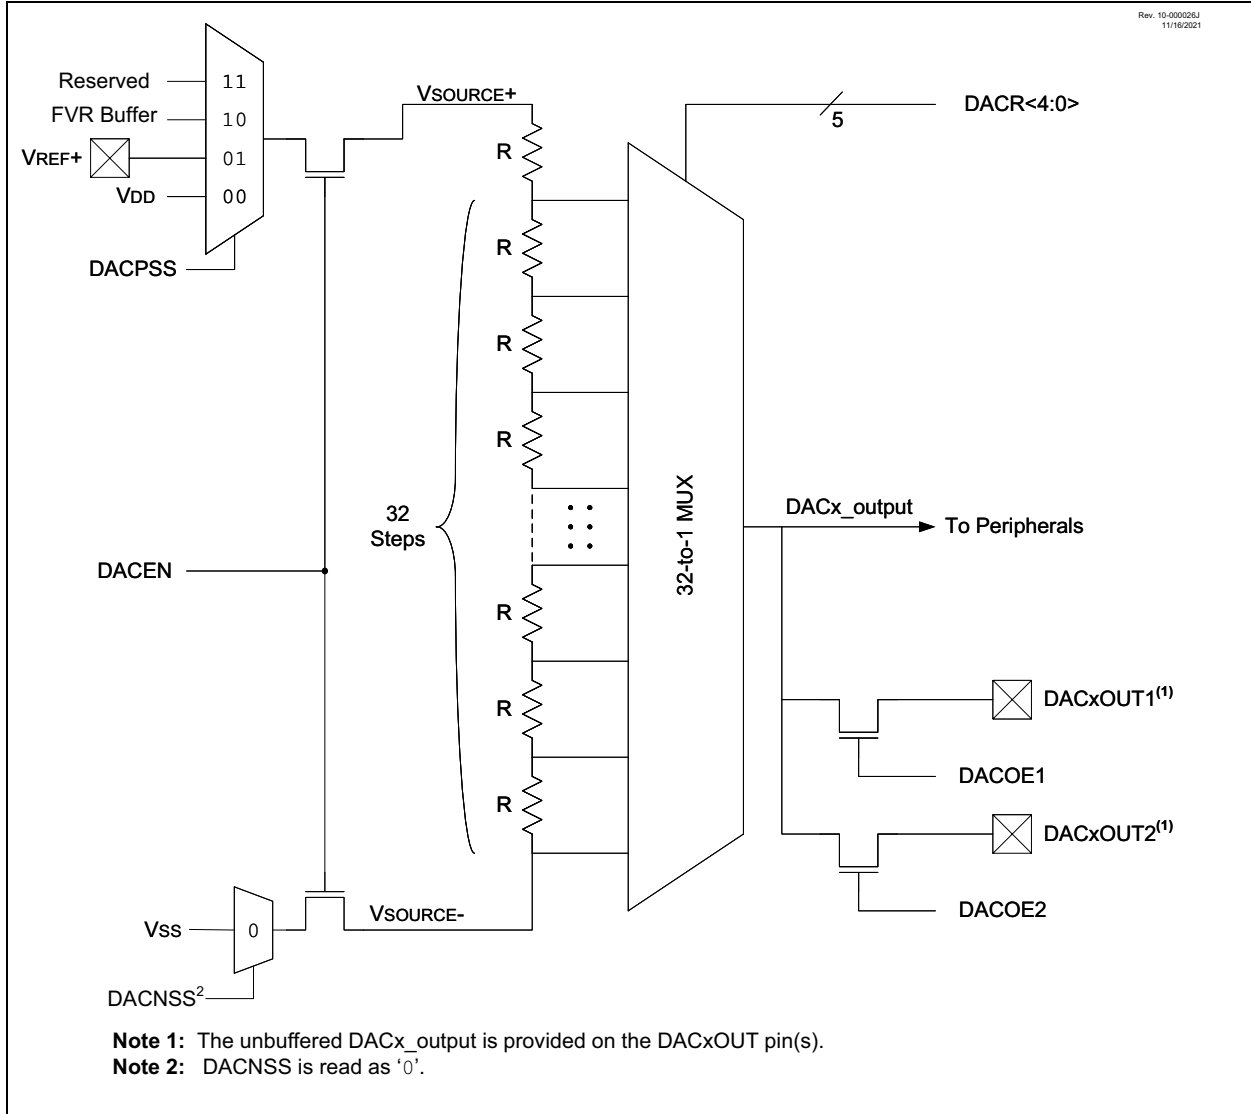 Rev. 10-000026J
11/16/2021
Reserved
11
VSOURCE+
DACR<4:0>
FVR Buffer
10
5
VREF+
01
R
VDD
00
R
DACPSS
R
R
32-to-1 MUX
32
Steps
DACx_output
To Peripherals
DACEN
R
R
DACxOUT1(1)
DACOE1
R
DACxOUT2(1)
DACOE2
VSS
0
VSOURCE-
DACNSS2
Note 1: The unbuffered DACx_output is provided on the DACxOUT pin(s).
Note 2: DACNSS is read as ‘0’.